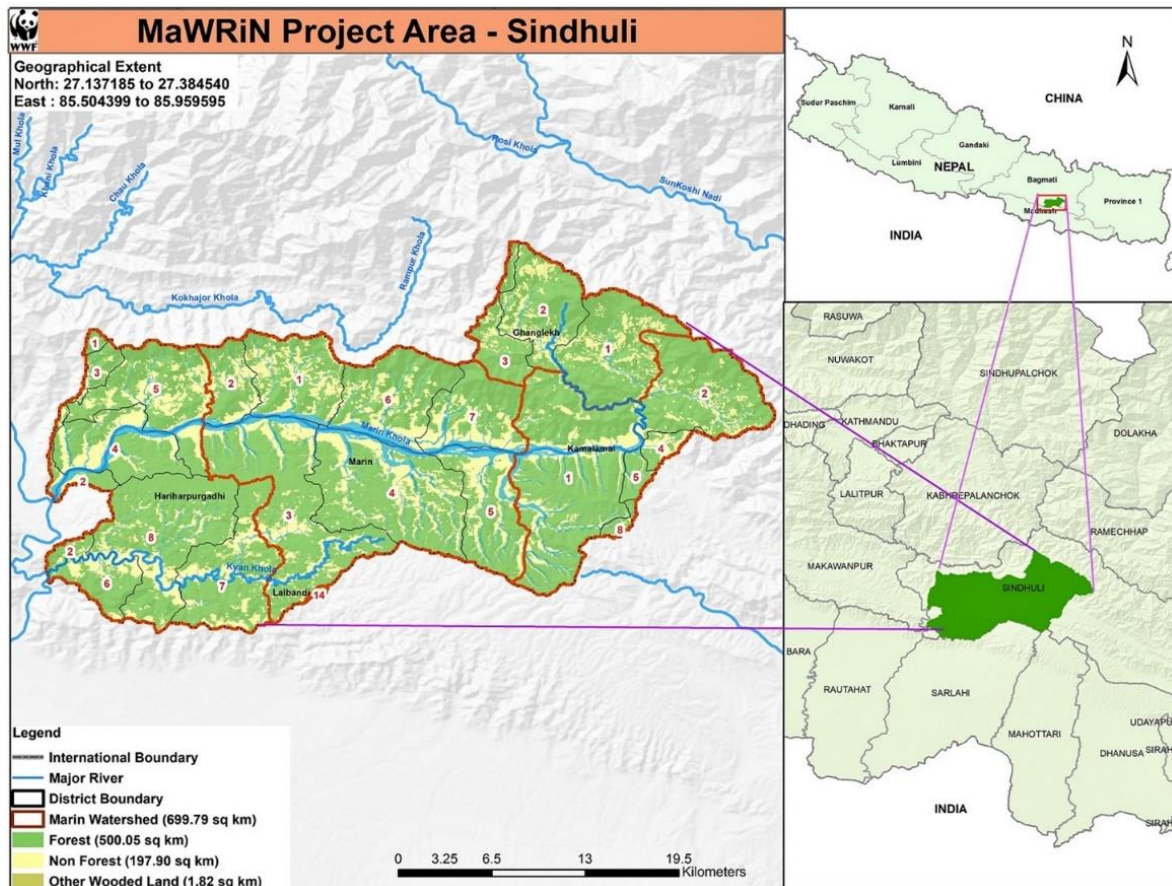 WWF
MaWRiN Project Area - Sindhuli
Geographical Extent
North: 27.137185 to 27.384540
East : 85.504399 to 85.959595
Mul Khola
Khani Khola
Chau Khola
Rosi Khola
SunKoshi Nadi
Rampur Khola
Kokhajor Khola
2
Ghanglekh
1
3
2
1
3
5
2
1
6
7
Marin Khola
4
Marin
Kamalamai
4
2
Hariharpurgadhi
4
1
5
3
5
8
8
2
Kyan Khola
6
7
Lalbandi
14
Legend
International Boundary
Major River
District Boundary
Marin Watershed (699.79 sq km)
Forest (500.05 sq km)
Non Forest (197.90 sq km)
Other Wooded Land (1.82 sq km)
0 3.25 6.5 13 19.5
Kilometers
N
CHINA
Sudur Paschim
Karnali
Gandaki
Lumbini
NEPAL
Bagmati
Province 1
Madhesh
INDIA
RASUWA
NUWAKOT
SINDHUPALCHOK
DHADING
KATHMANDU
BHAKTAPUR
DOLAKHA
LALITPUR
KABHREPALANCHOK
RAMECHHAP
MAKAWANPUR
SINDHULI
BARA
RAUTAHAT
SARLAHI
MAHOTTARI
DHANUSA
UDAYAPU
SIRAH
INDIA
SIRAH